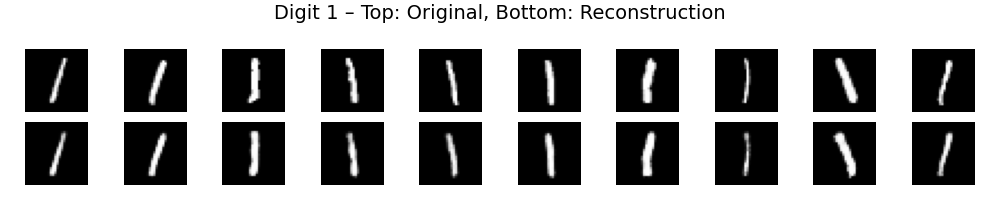 Digit 1 – Top: Original, Bottom: Reconstruction